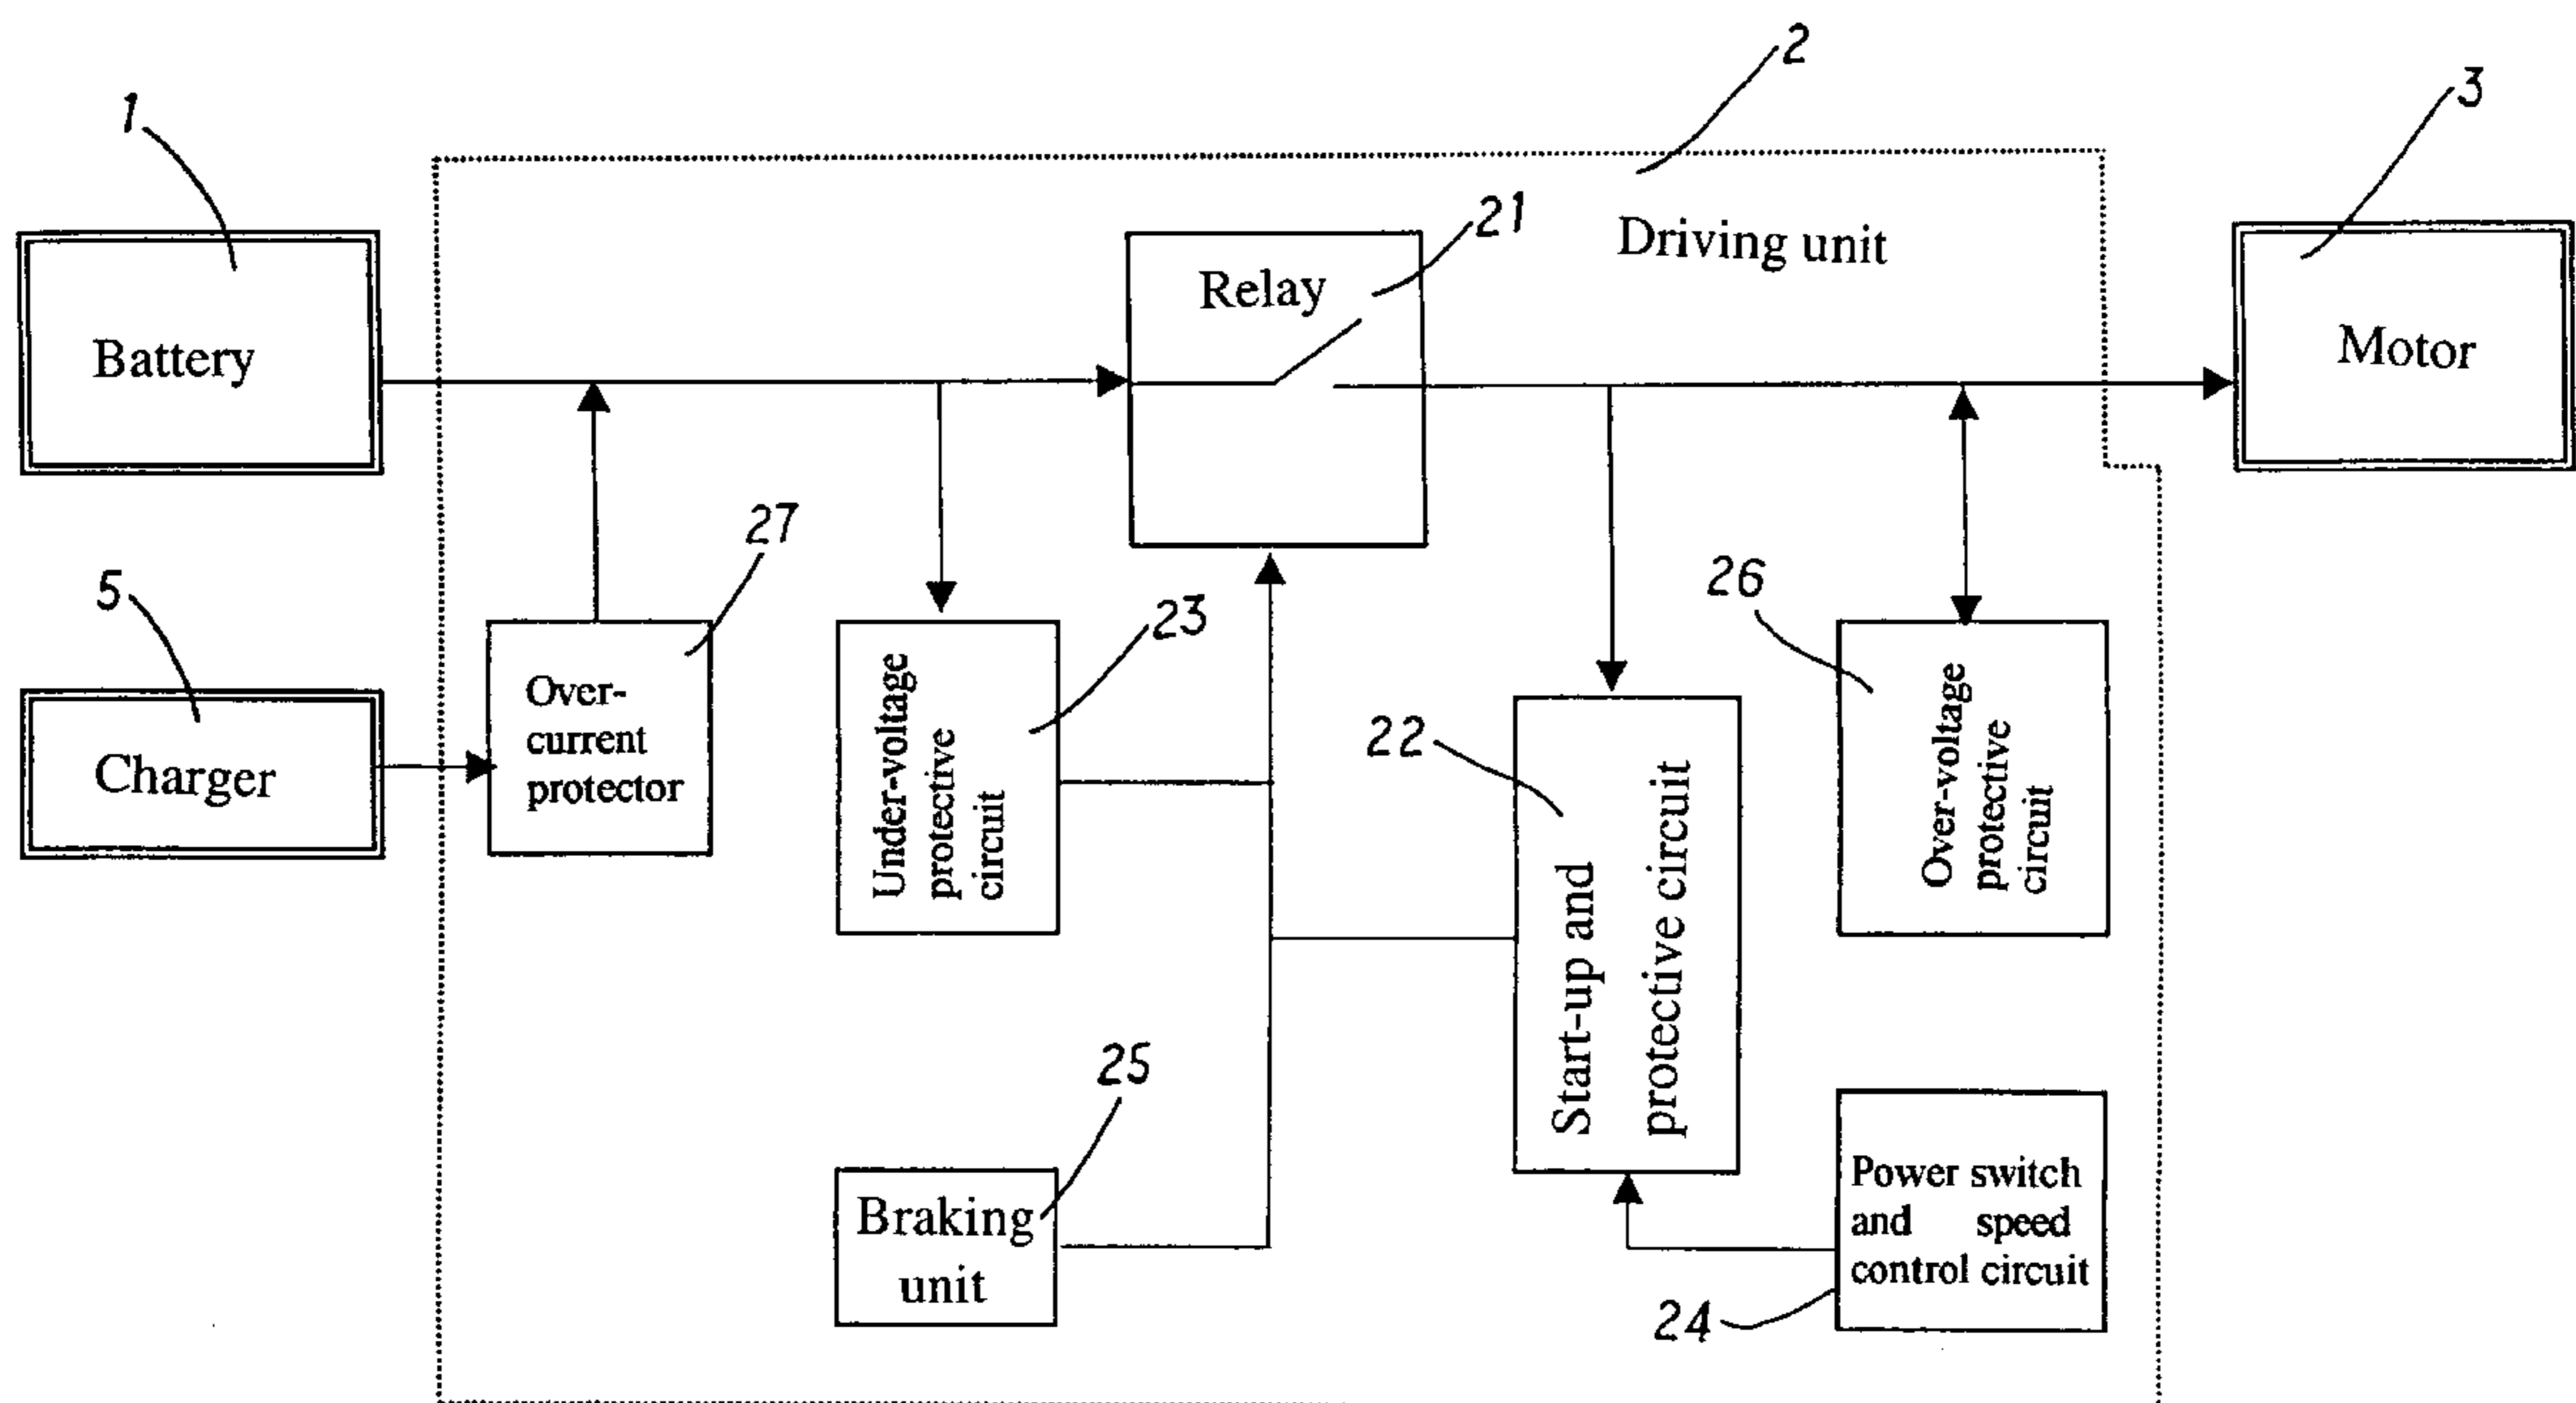 2
3
1
21
Driving unit
Relay
Battery
Motor
27
26
5
23
Over-
current
protector
Under-voltage
protective
circuit
22
Over-voltage
protective
circuit
Charger
Start-up and
protective circuit
25
Braking
unit
Power switch
and speed
control circuit
24